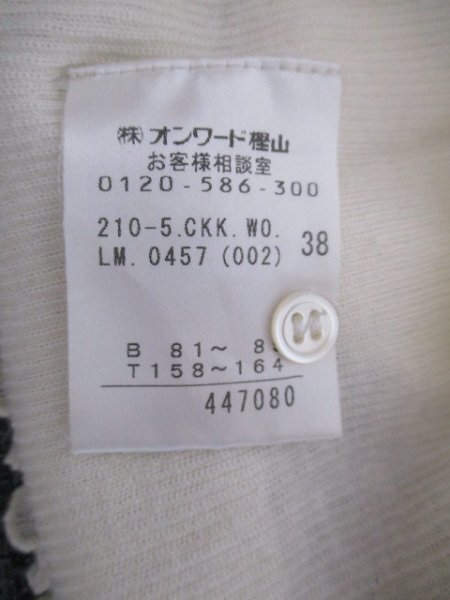 ㈱オンワード樫山
お客様相談室
0120-586-300
210-5.CKK.WO.
LM.0457(002) 38
B 81～8
T158～164
447080